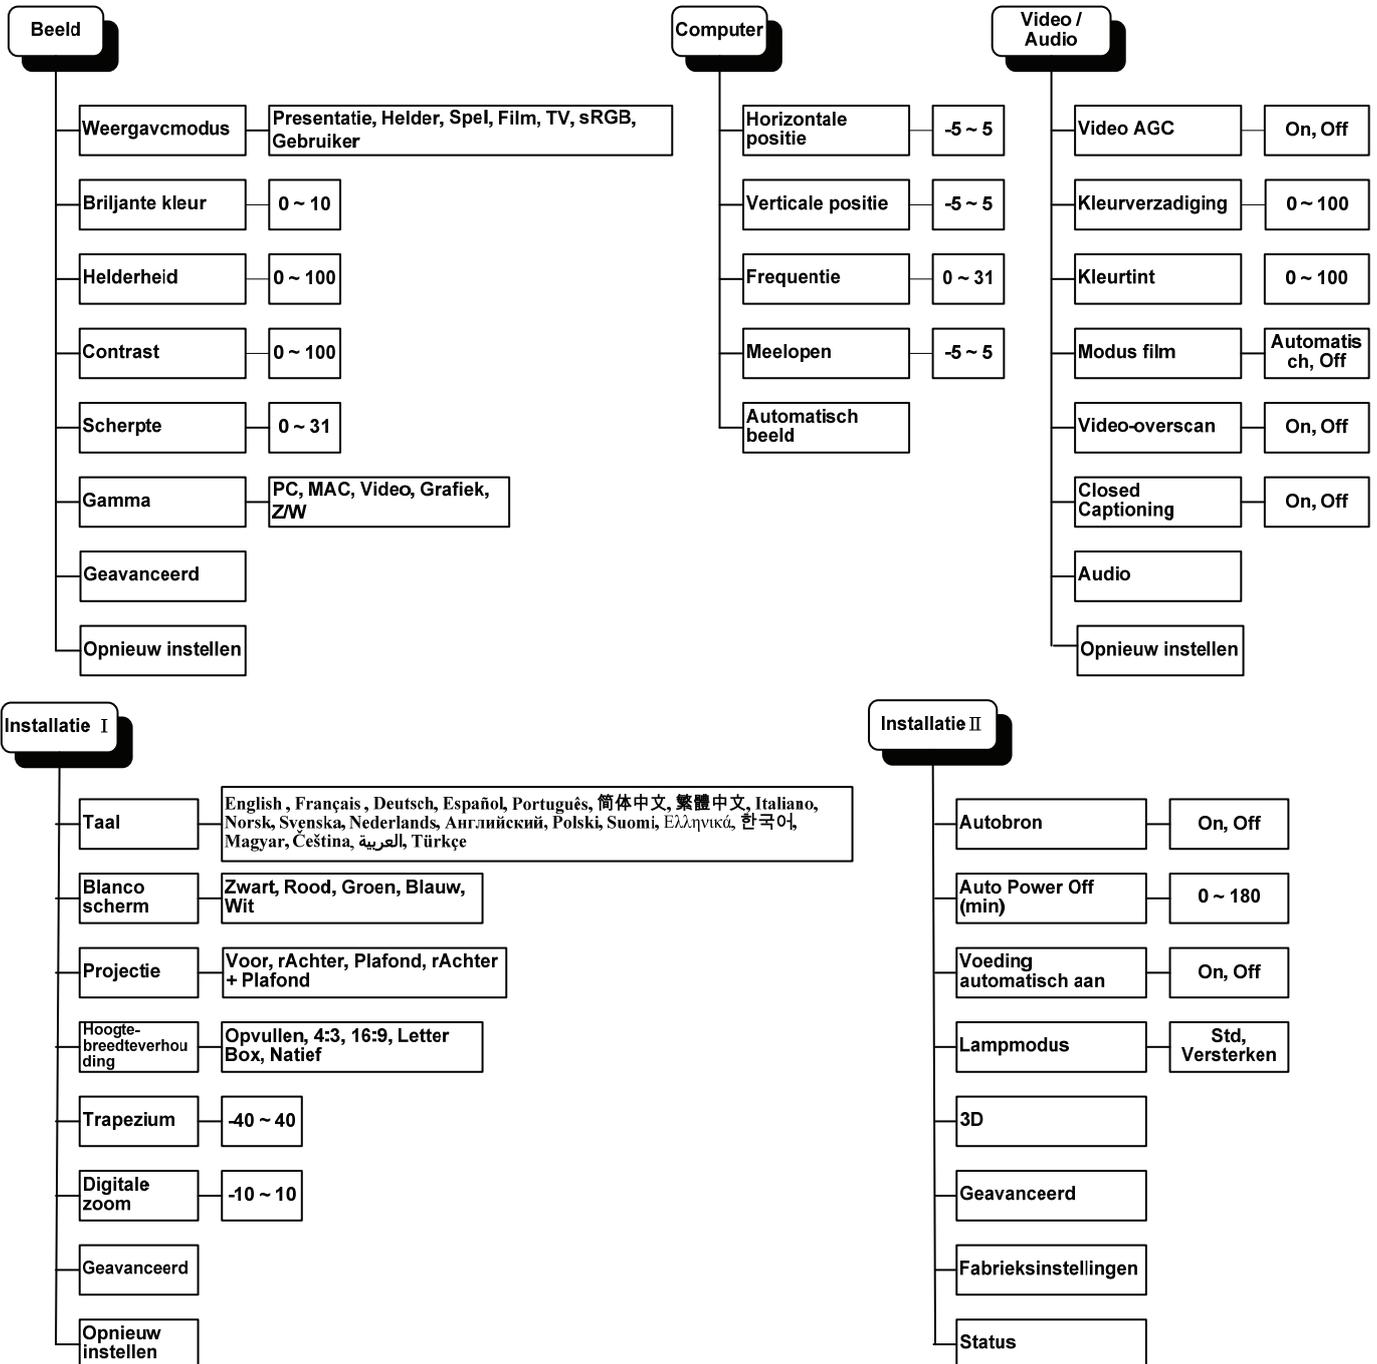 Beeld
Weergavcmodus
Presentatie, Helder, Spel, Film, TV, sRGB,
Gebruiker
Briljante kleur
0 ~ 10
Helderheid
0 ~ 100
Contrast
0 ~ 100
Scherpte
0 ~ 31
Gamma
PC, MAC, Video, Grafiek,
Z/W
Geavanceerd
Opnieuw instellen
Computer
Horizontale
positie
-5 ~ 5
Verticale positie
-5 ~ 5
Frequentie
0 ~ 31
Meelopen
-5 ~ 5
Automatisch
beeld
Video /
Audio
Video AGC
On, Off
Kleurverzadiging
0 ~ 100
Kleurtint
0 ~ 100
Modus film
Automatis
ch, Off
Video-overscan
On, Off
Closed
Captioning
On, Off
Audio
Opnieuw instellen
Installatie Ⅰ
Taal
English , Français , Deutsch, Español, Português, 简体中文, 繁體中文, Italiano,
Norsk, Svenska, Nederlands, Английский, Polski, Suomi, Ελληνικά, 한국어,
Magyar, Čeština, العربية, Türkçe
Blanco
scherm
Zwart, Rood, Groen, Blauw,
Wit
Projectie
Voor, rAchter, Plafond, rAchter
+ Plafond
Hoogte-
breedteverhou
ding
Opvullen, 4:3, 16:9, Letter
Box, Natief
Trapezium
-40 ~ 40
Digitale
zoom
-10 ~ 10
Geavanceerd
Opnieuw
instellen
Installatie Ⅱ
Autobron
On, Off
Auto Power Off
(min)
0 ~ 180
Voeding
automatisch aan
On, Off
Lampmodus
Std,
Versterken
3D
Geavanceerd
Fabrieksinstellingen
Status